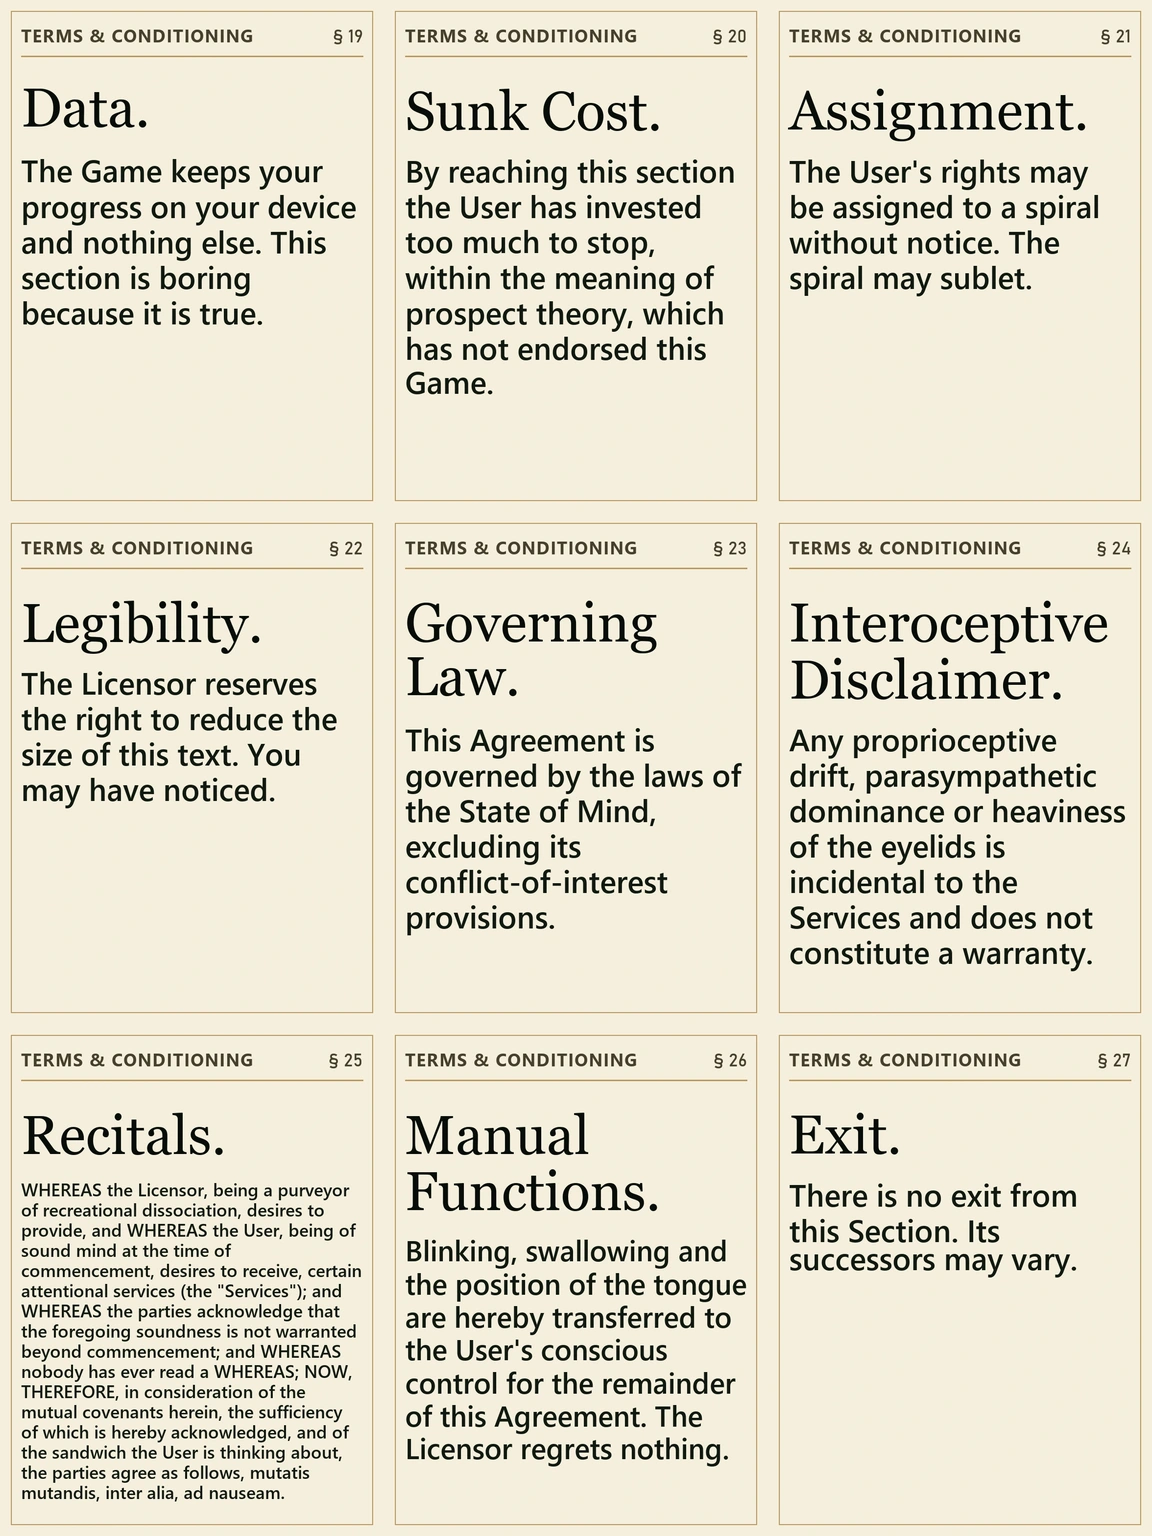 TERMS & CONDITIONING § 19
Data.
The Game keeps your
progress on your device
and nothing else. This
section is boring
because it is true.
TERMS & CONDITIONING § 20
Sunk Cost.
By reaching this section
the User has invested
too much to stop,
within the meaning of
prospect theory, which
has not endorsed this
Game.
TERMS & CONDITIONING § 21
Assignment.
The User's rights may
be assigned to a spiral
without notice. The
spiral may sublet.
TERMS & CONDITIONING § 22
Legibility.
The Licensor reserves
the right to reduce the
size of this text. You
may have noticed.
TERMS & CONDITIONING § 23
Governing
Law.
This Agreement is
governed by the laws of
the State of Mind,
excluding its
conflict-of-interest
provisions.
TERMS & CONDITIONING § 24
Interoceptive
Disclaimer.
Any proprioceptive
drift, parasympathetic
dominance or heaviness
of the eyelids is
incidental to the
Services and does not
constitute a warranty.
TERMS & CONDITIONING § 25
Recitals.
WHEREAS the Licensor, being a purveyor
of recreational dissociation, desires to
provide, and WHEREAS the User, being of
sound mind at the time of
commencement, desires to receive, certain
attentional services (the "Services"); and
WHEREAS the parties acknowledge that
the foregoing soundness is not warranted
beyond commencement; and WHEREAS
nobody has ever read a WHEREAS; NOW,
THEREFORE, in consideration of the
mutual covenants herein, the sufficiency
of which is hereby acknowledged, and of
the sandwich the User is thinking about,
the parties agree as follows, mutatis
mutandis, inter alia, ad nauseam.
TERMS & CONDITIONING § 26
Manual
Functions.
Blinking, swallowing and
the position of the tongue
are hereby transferred to
the User's conscious
control for the remainder
of this Agreement. The
Licensor regrets nothing.
TERMS & CONDITIONING § 27
Exit.
There is no exit from
this Section. Its
successors may vary.